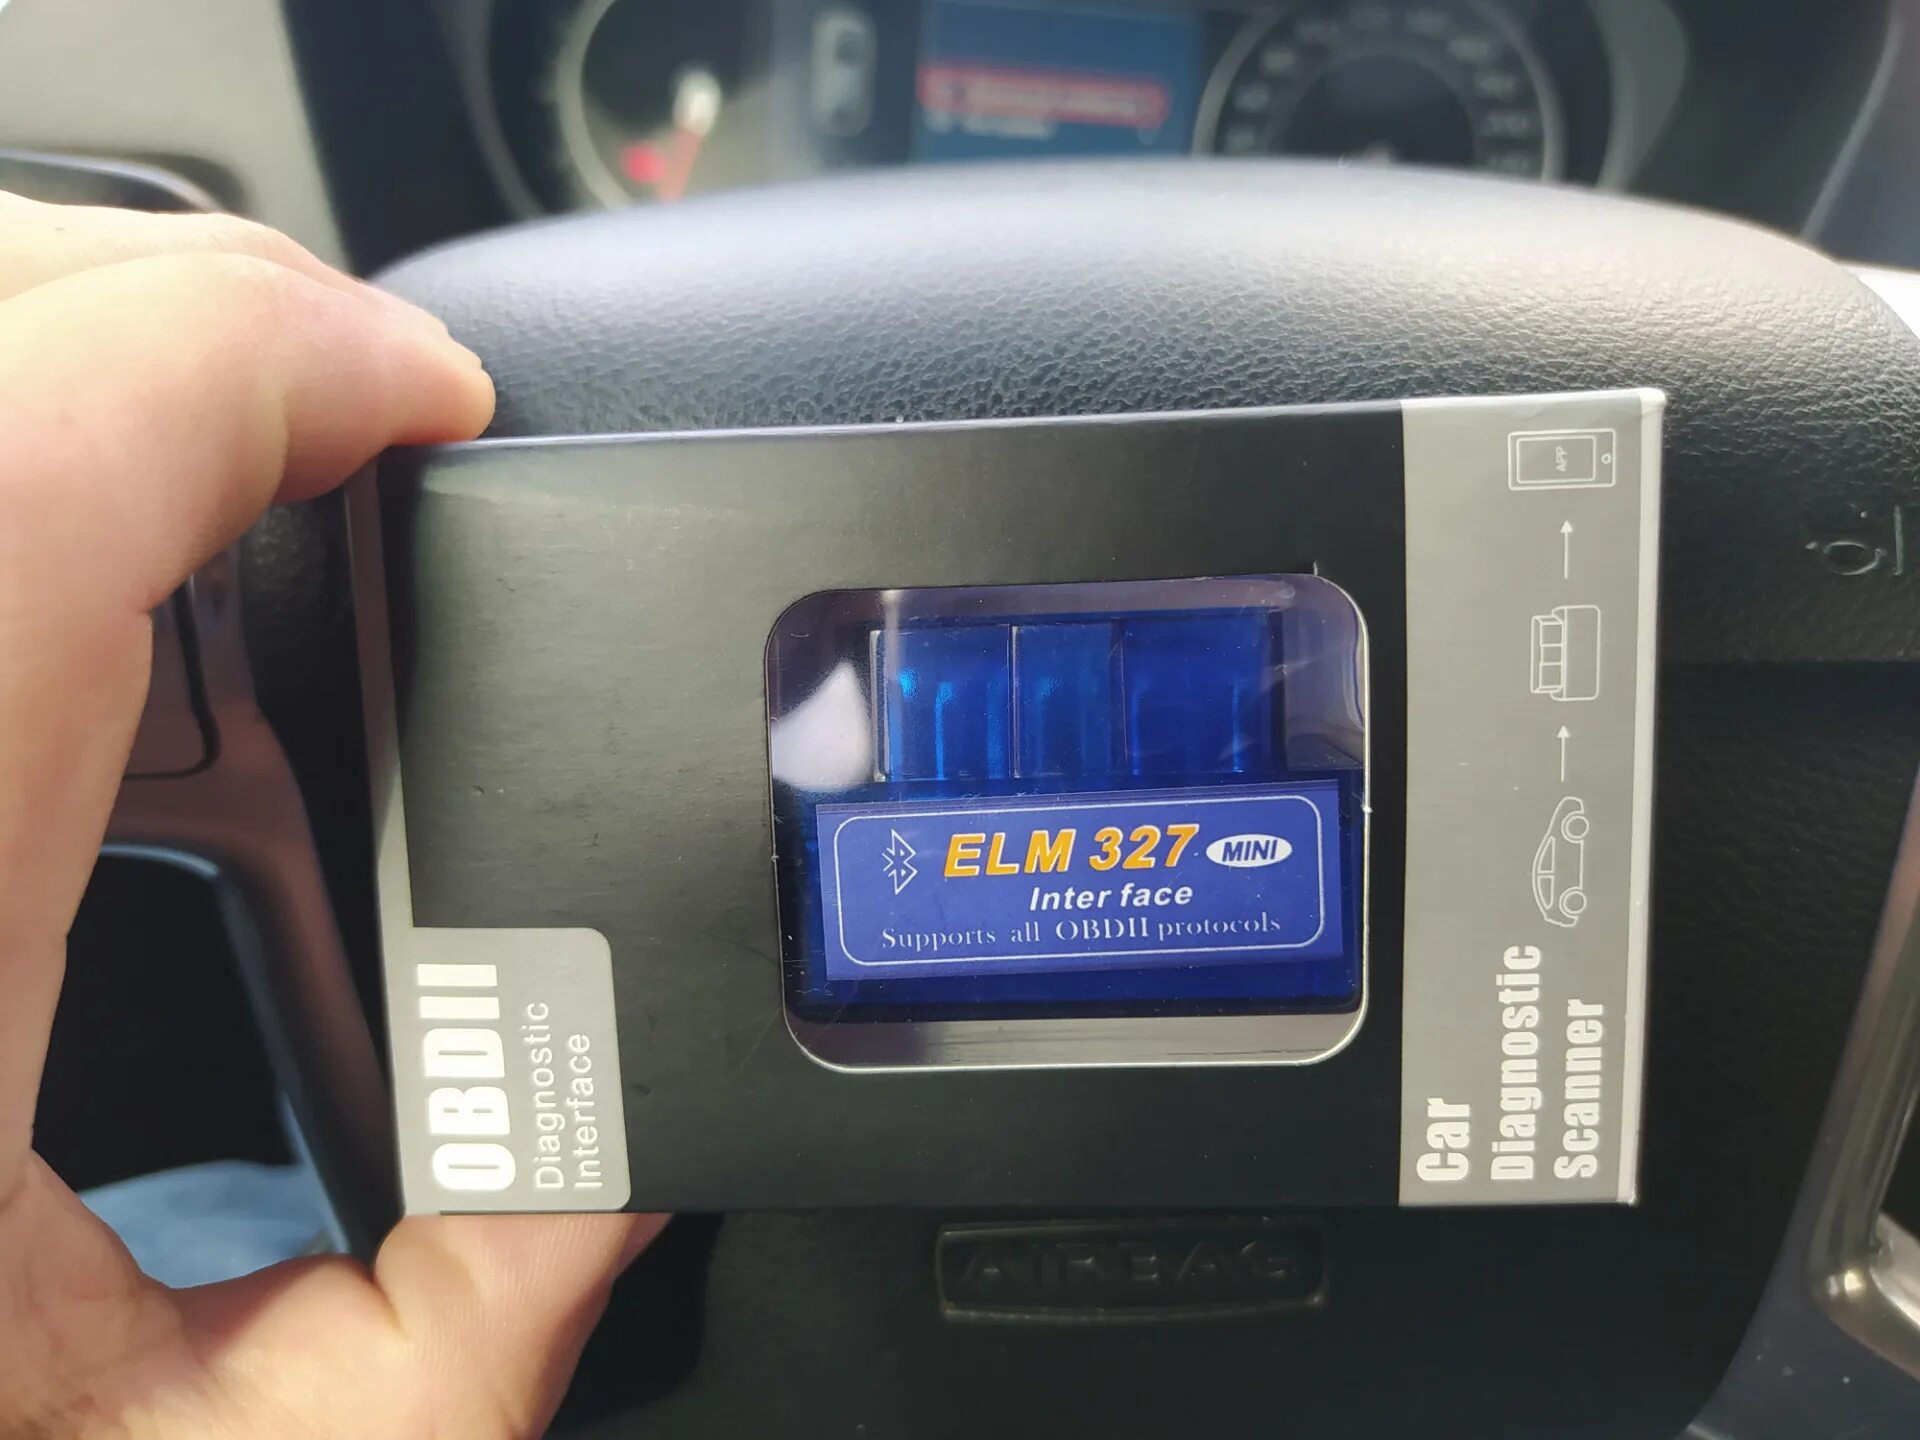 OBDII
Diagnostic
Interface
ELM 327 MINI
Inter face
Supports all OBDII protocols
Car
Diagnostic
Scanner
APP
AIRBAG